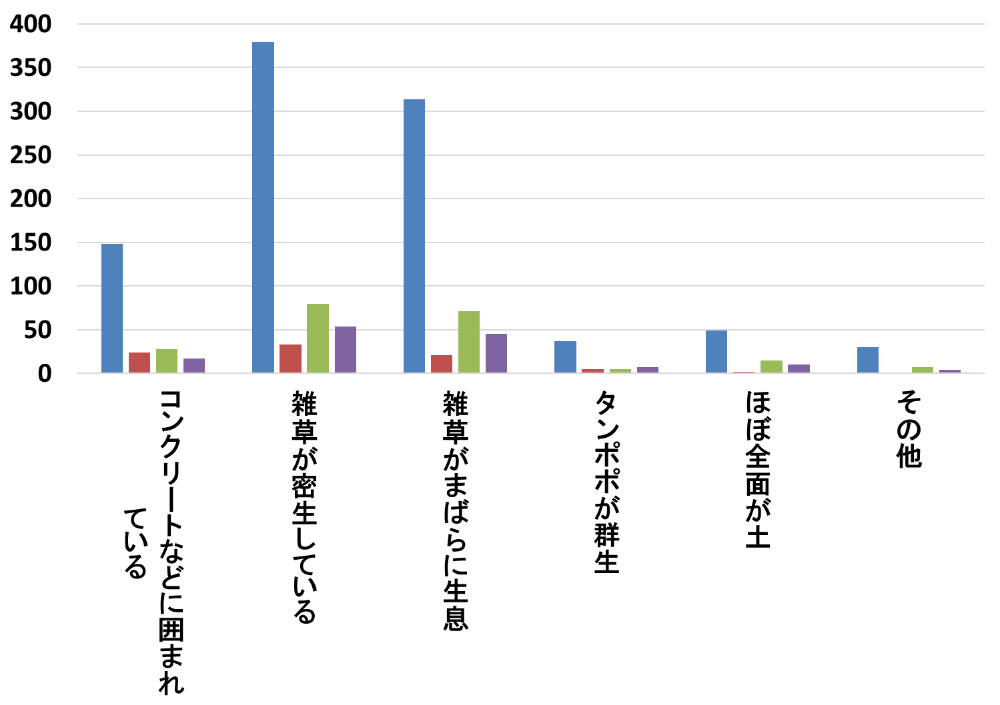 400
350
300
250
200
150
100
50
0
コンクリートなどに囲まれ
ている
雑草が密生している
雑草がまばらに生息
タンポポが群生
ほぼ全面が土
その他